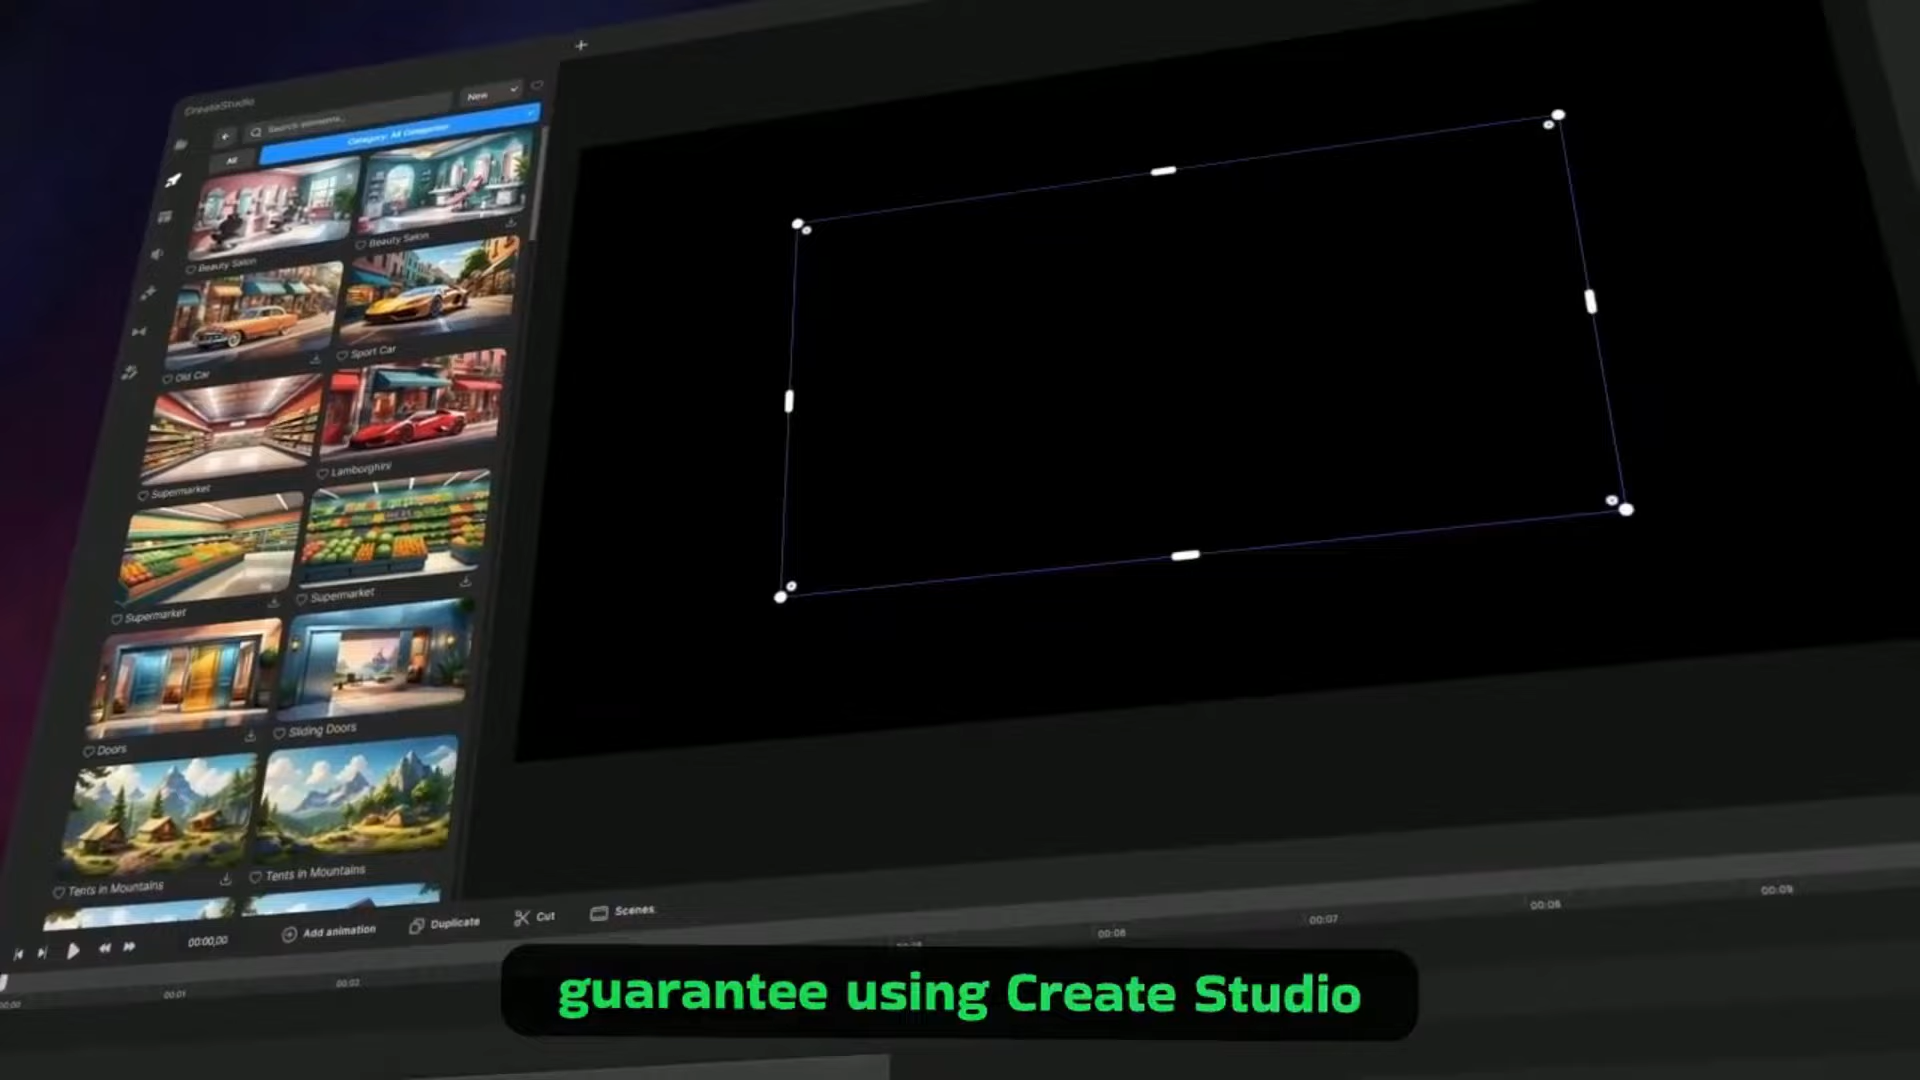 CreateStudio
New
Search elements...
Category: All Categories
All
Beauty Salon
Beauty Salon
Old Car
Sport Car
Supermarket
Lamborghini
Supermarket
Supermarket
Doors
Sliding Doors
Tents in Mountains
Tents in Mountains
00:00,00
Add animation
Duplicate
Cut
Scenes
00:00
00:01
00:02
00:06
00:07
00:08
00:09
guarantee using Create Studio